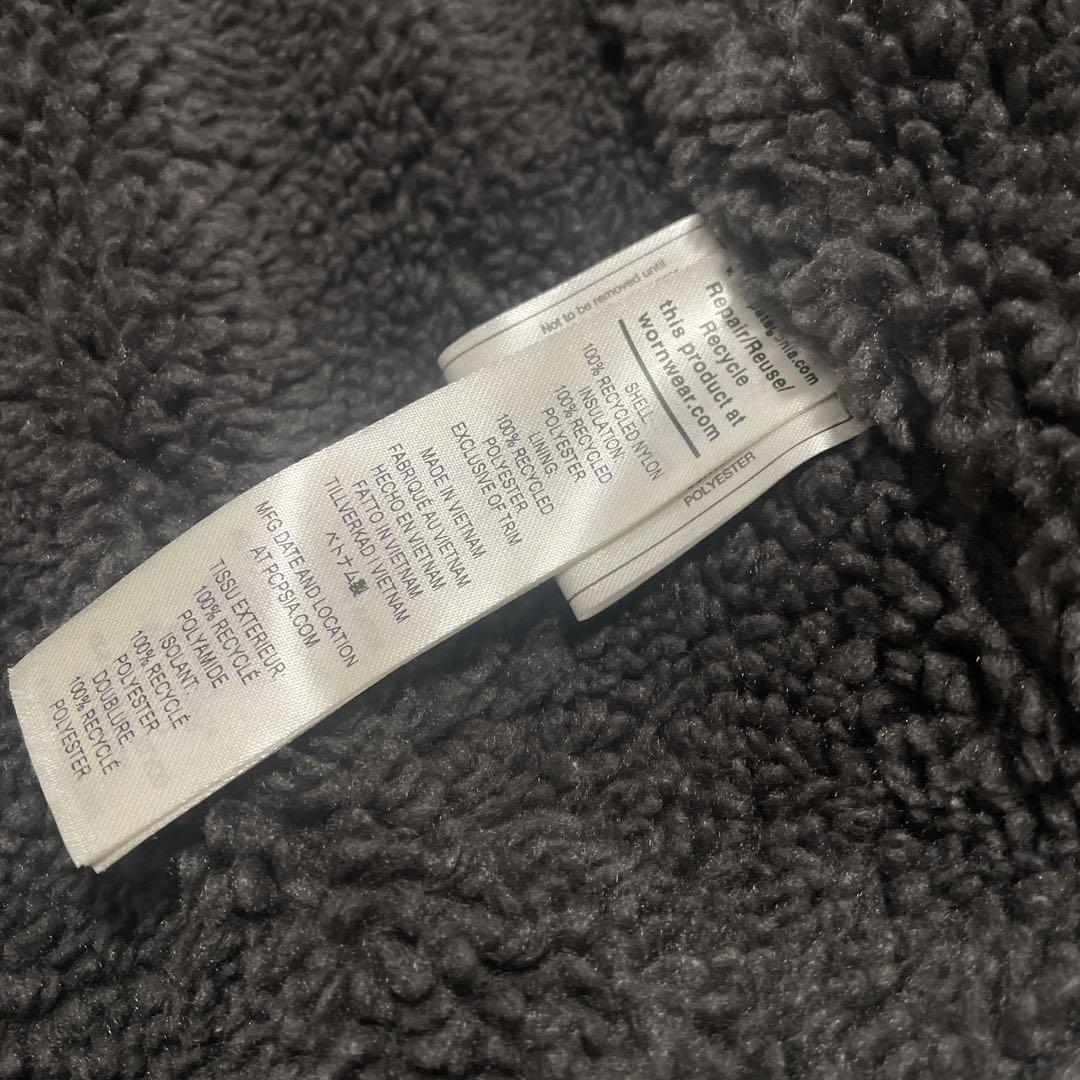 patagonia.com
Repair/Reuse/
Recycle
this product at
wornwear.com
SHELL:
100% RECYCLED NYLON
INSULATION:
100% RECYCLED
POLYESTER
LINING:
100% RECYCLED
POLYESTER
EXCLUSIVE OF TRIM
MADE IN VIETNAM
FABRIQUÉ AU VIETNAM
HECHO EN VIETNAM
FATTO IN VIETNAM
TILLVERKAD I VIETNAM
ベトナム製
MFG DATE AND LOCATION
AT PCPSIA.COM
TISSU EXTERIEUR:
100% RECYCLÉ
POLYAMIDE
ISOLANT:
100% RECYCLÉ
POLYESTER
DOUBLURE:
100% RECYCLÉ
POLYESTER
Not to be removed until
POLYESTER